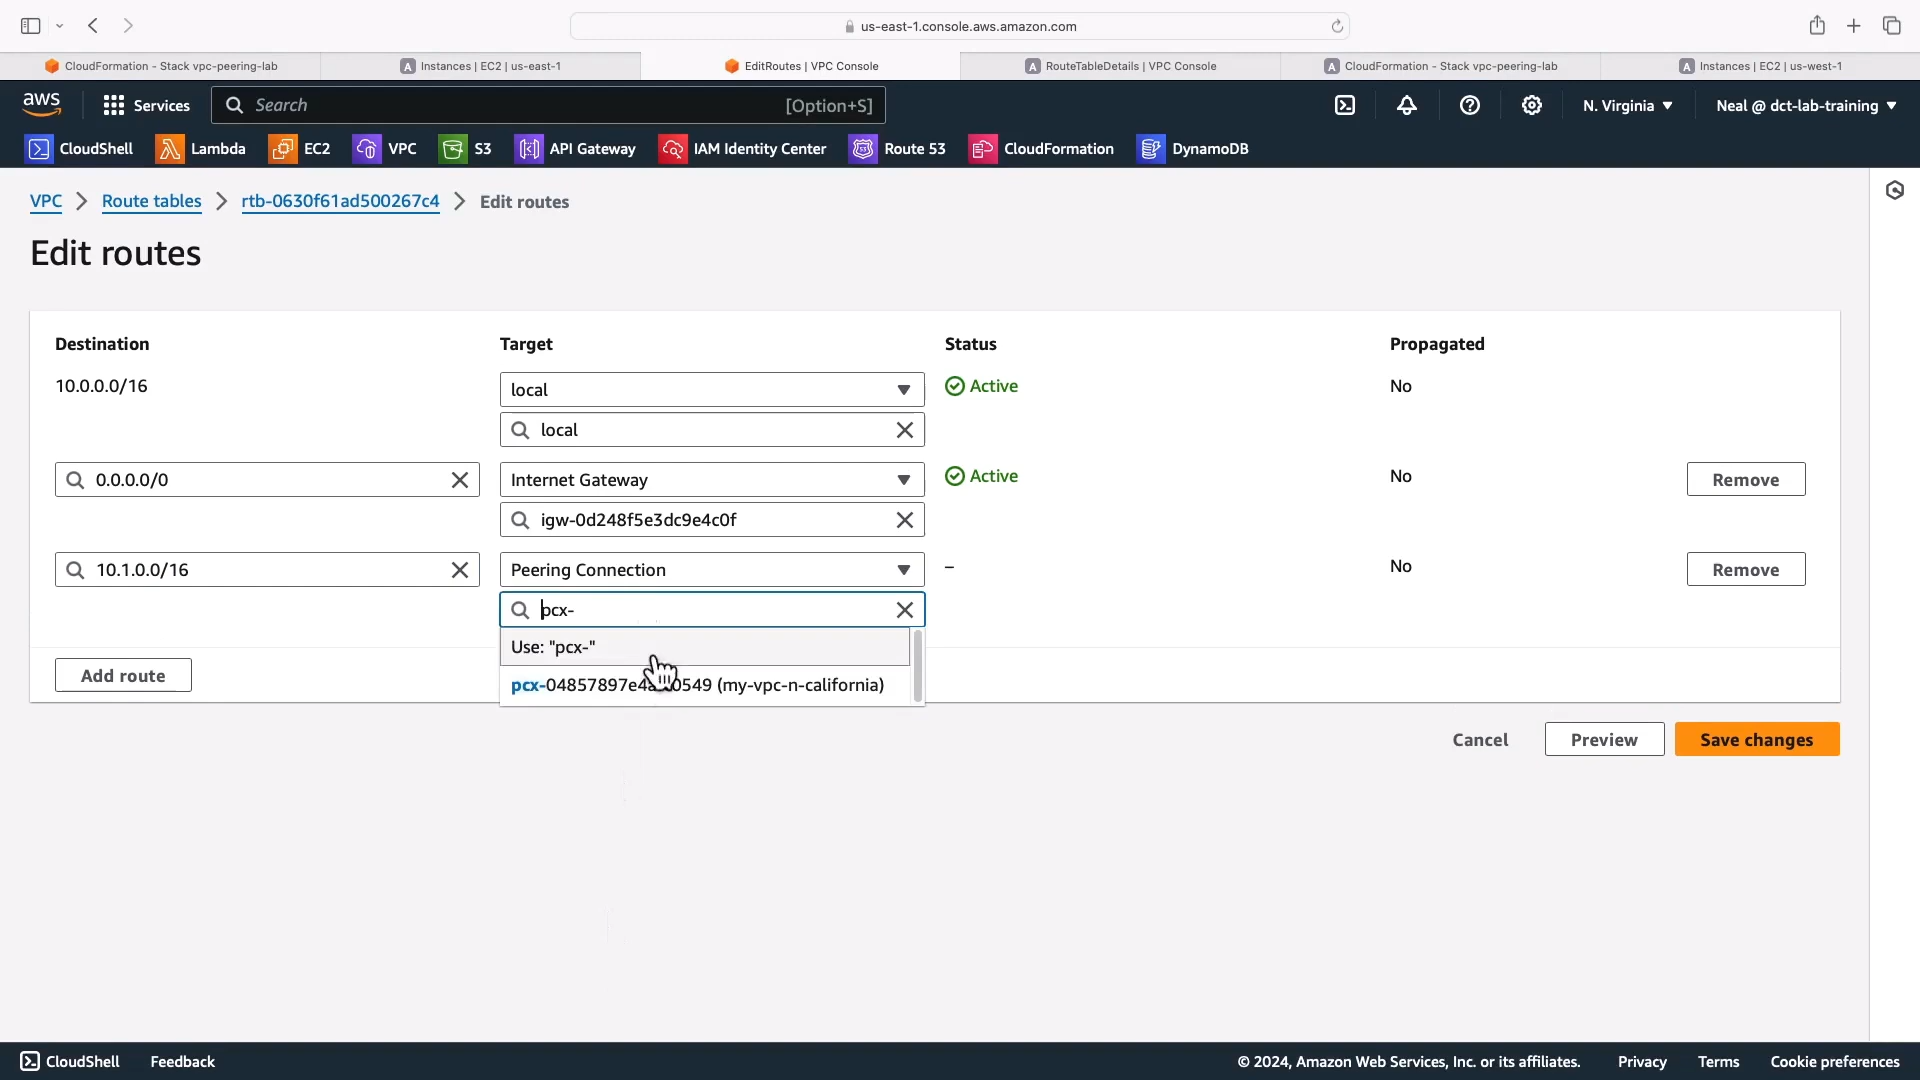 us-east-1.console.aws.amazon.com
CloudFormation - Stack vpc-peering-lab
Instances | EC2 | us-east-1
EditRoutes | VPC Console
RouteTableDetails | VPC Console
CloudFormation - Stack vpc-peering-lab
Instances | EC2 | us-west-1
aws
Services
Search
[Option+S]
N. Virginia
Neal @ dct-lab-training
CloudShell
Lambda
EC2
VPC
S3
API Gateway
IAM Identity Center
Route 53
CloudFormation
DynamoDB
VPC > Route tables > rtb-0630f61ad500267c4 > Edit routes
Edit routes
Destination Target Status Propagated
10.0.0.0/16 local Active No
local
0.0.0.0/0 Internet Gateway Active No Remove
igw-0d248f5e3dc9e4c0f
10.1.0.0/16 Peering Connection – No Remove
pcx-
Use: "pcx-"
(my-vpc-n-california)
Add route
Cancel Preview Save changes
CloudShell Feedback © 2024, Amazon Web Services, Inc. or its affiliates. Privacy Terms Cookie preferences